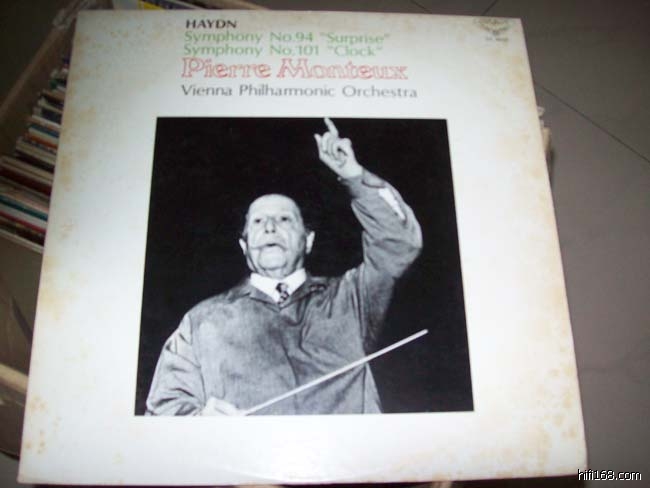 HAYDN
Symphony No.94 "Surprise"
Symphony No.101 "Clock"
Pierre Monteux
Vienna Philharmonic Orchestra
hifi168.com